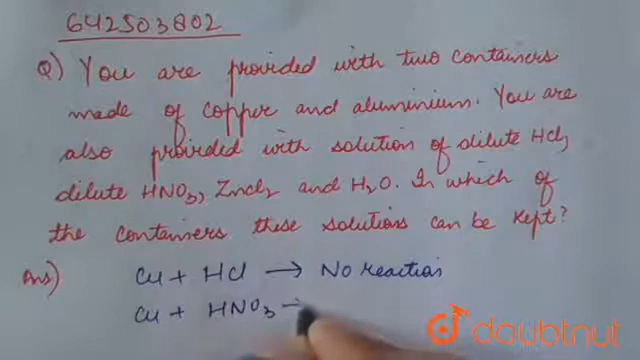 642503802
Q) You are provided with two containers
made of copper and aluminium. You are
also provided with solution of dilute HCl,
dilute HNO3, ZnCl2 and H2O. In which of
the containers these solutions can be kept?
Ans) Cu + HCl → No reaction
Cu + HNO3 →
doubtnut